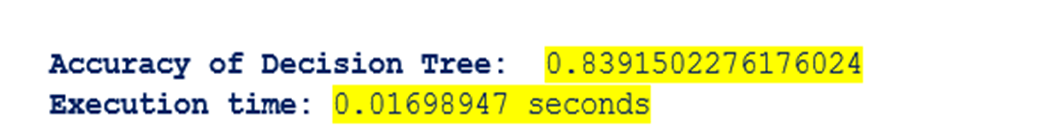 Accuracy of Decision Tree: 0.8391502276176024
Execution time: 0.01698947 seconds